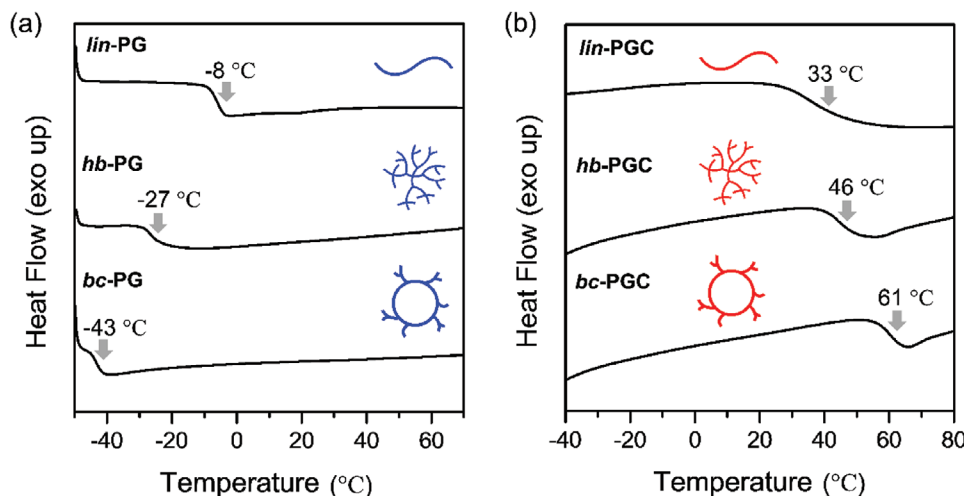 (a)
lin-PG
-8 °C
hb-PG
-27 °C
bc-PG
-43 °C
Heat Flow (exo up)
-40 -20 0 20 40 60
Temperature (°C)
(b)
lin-PGC
33 °C
hb-PGC
46 °C
bc-PGC
61 °C
Heat Flow (exo up)
-40 -20 0 20 40 60 80
Temperature (°C)